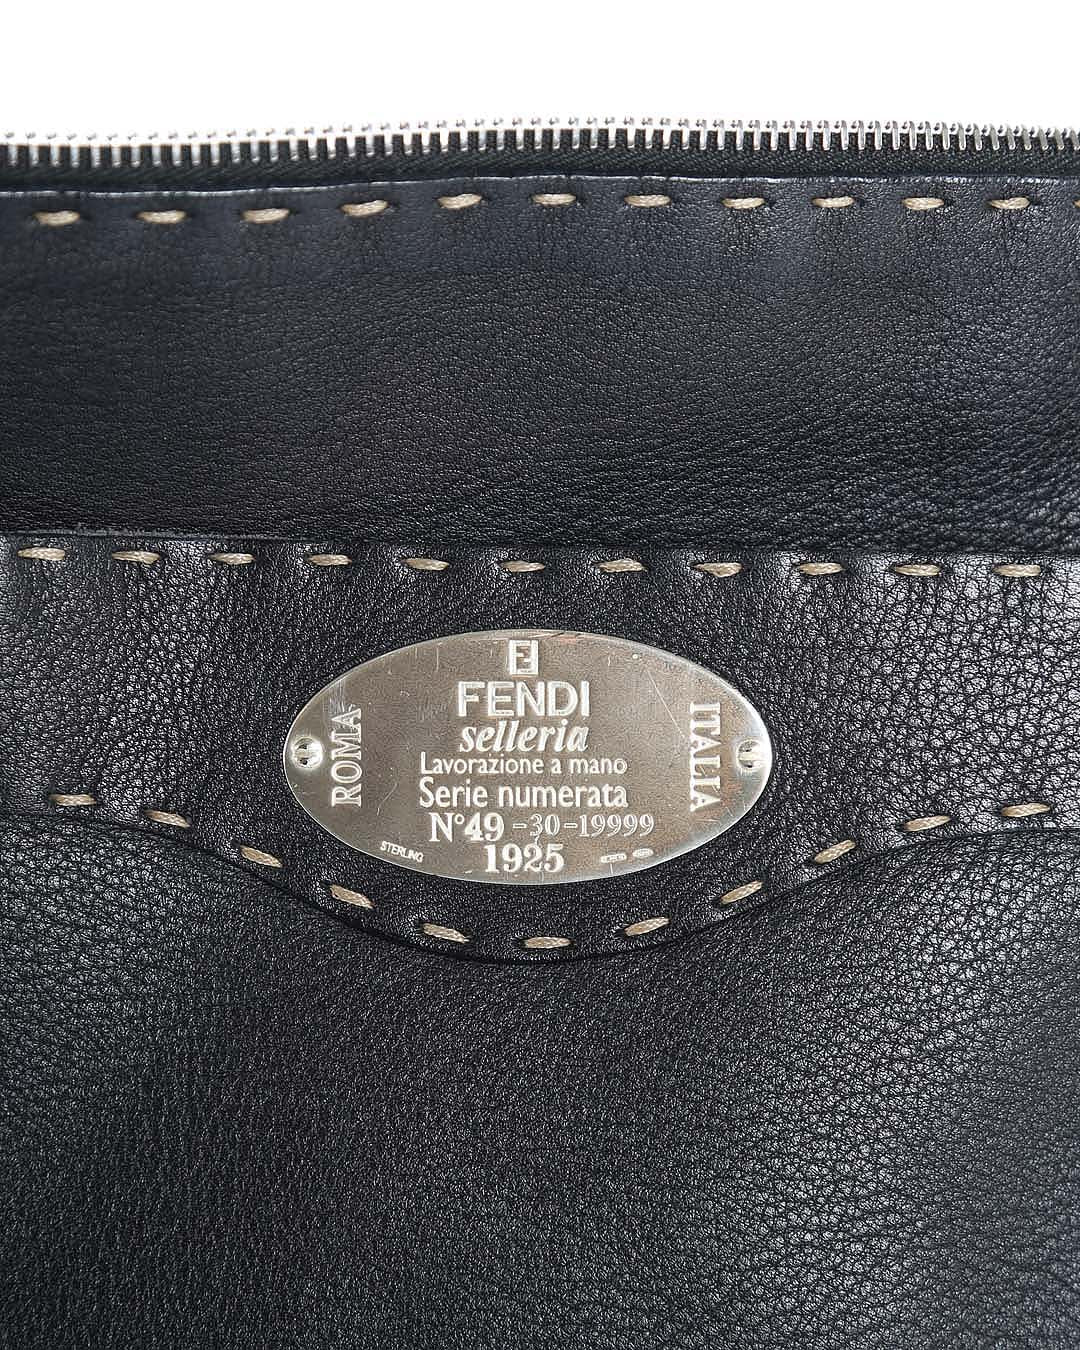 FENDI
selleria
Lavorazione a mano
Serie numerata
N°49 -30-19999
1925
ROMA
ITALIA
STERLING